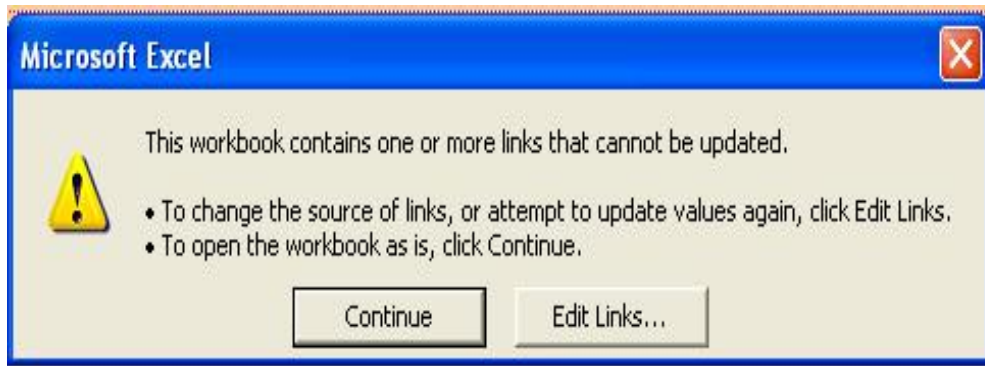 Microsoft Excel
This workbook contains one or more links that cannot be updated.
• To change the source of links, or attempt to update values again, click Edit Links.
• To open the workbook as is, click Continue.
Continue
Edit Links...